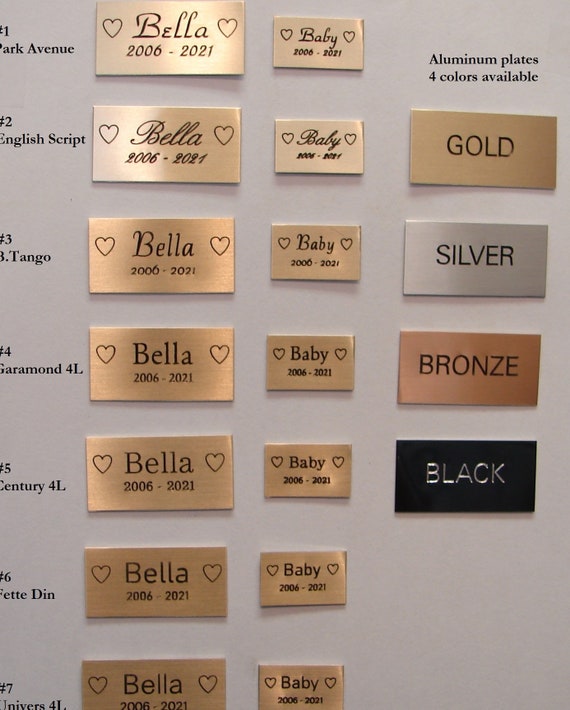 #1
Park Avenue
Bella
2006 - 2021
Baby
2006 - 2021
Aluminum plates
4 colors available
#2
English Script
Bella
2006 - 2021
Baby
2006 - 2021
GOLD
#3
B.Tango
Bella
2006 - 2021
Baby
2006 - 2021
SILVER
#4
Garamond 4L
Bella
2006 - 2021
Baby
2006 - 2021
BRONZE
#5
Century 4L
Bella
2006 - 2021
Baby
2006 - 2021
BLACK
#6
Fette Din
Bella
2006 - 2021
Baby
2006 - 2021
#7
Univers 4L
Bella
2006 - 2021
Baby
2006 - 2021